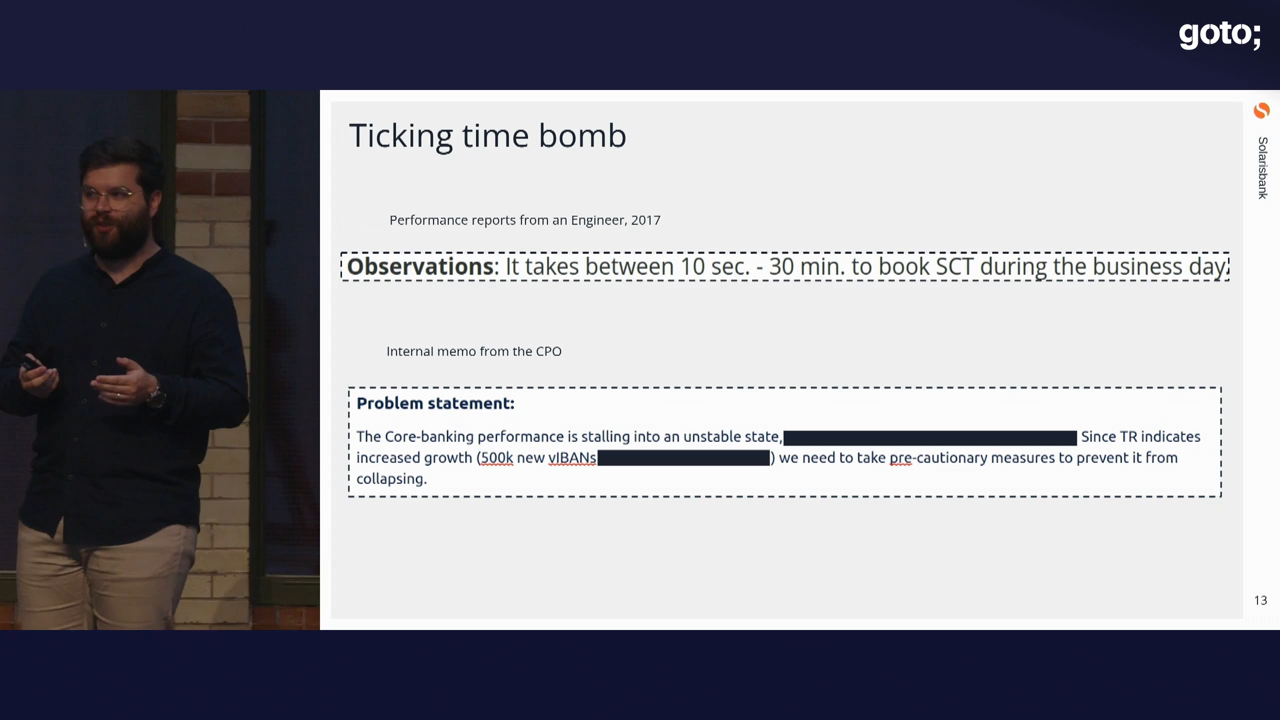 goto;
Ticking time bomb
Solarisbank
Performance reports from an Engineer, 2017
Observations: It takes between 10 sec. - 30 min. to book SCT during the business day.
Internal memo from the CPO
Problem statement:
The Core-banking performance is stalling into an unstable state, Since TR indicates
increased growth (500k new vIBANs ) we need to take pre-cautionary measures to prevent it from
collapsing.
13